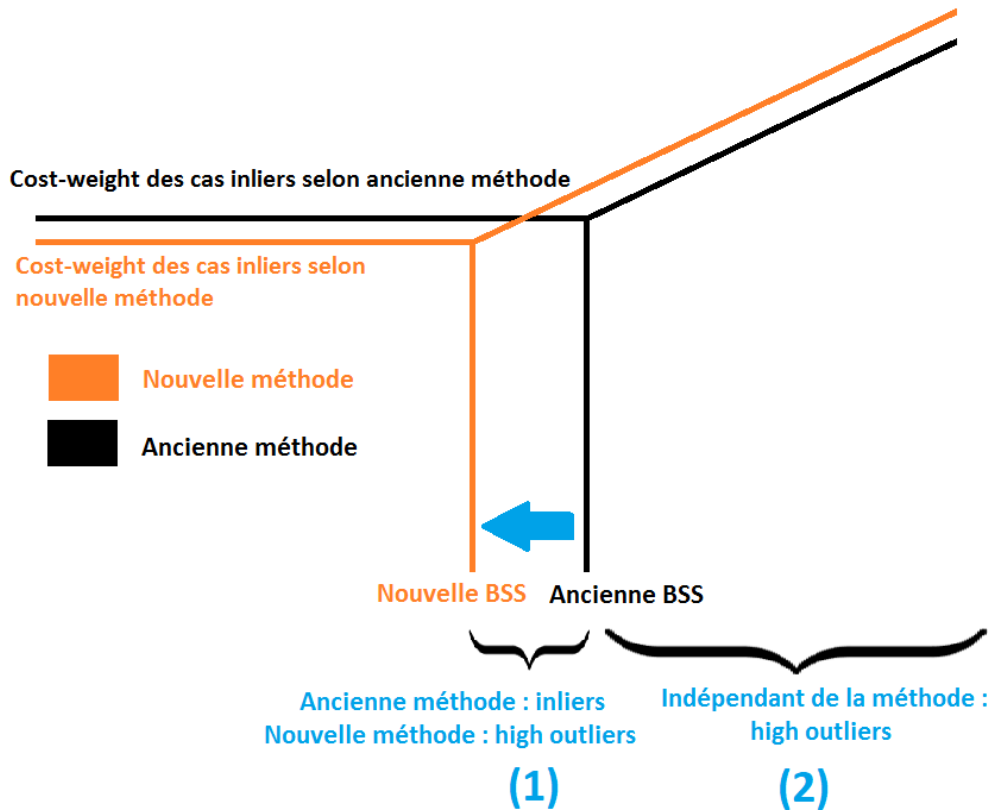 Cost-weight des cas inliers selon ancienne méthode
Cost-weight des cas inliers selon
nouvelle méthode
Nouvelle méthode
Ancienne méthode
Nouvelle BSS
Ancienne BSS
Ancienne méthode : inliers
Nouvelle méthode : high outliers
(1)
Indépendant de la méthode :
high outliers
(2)